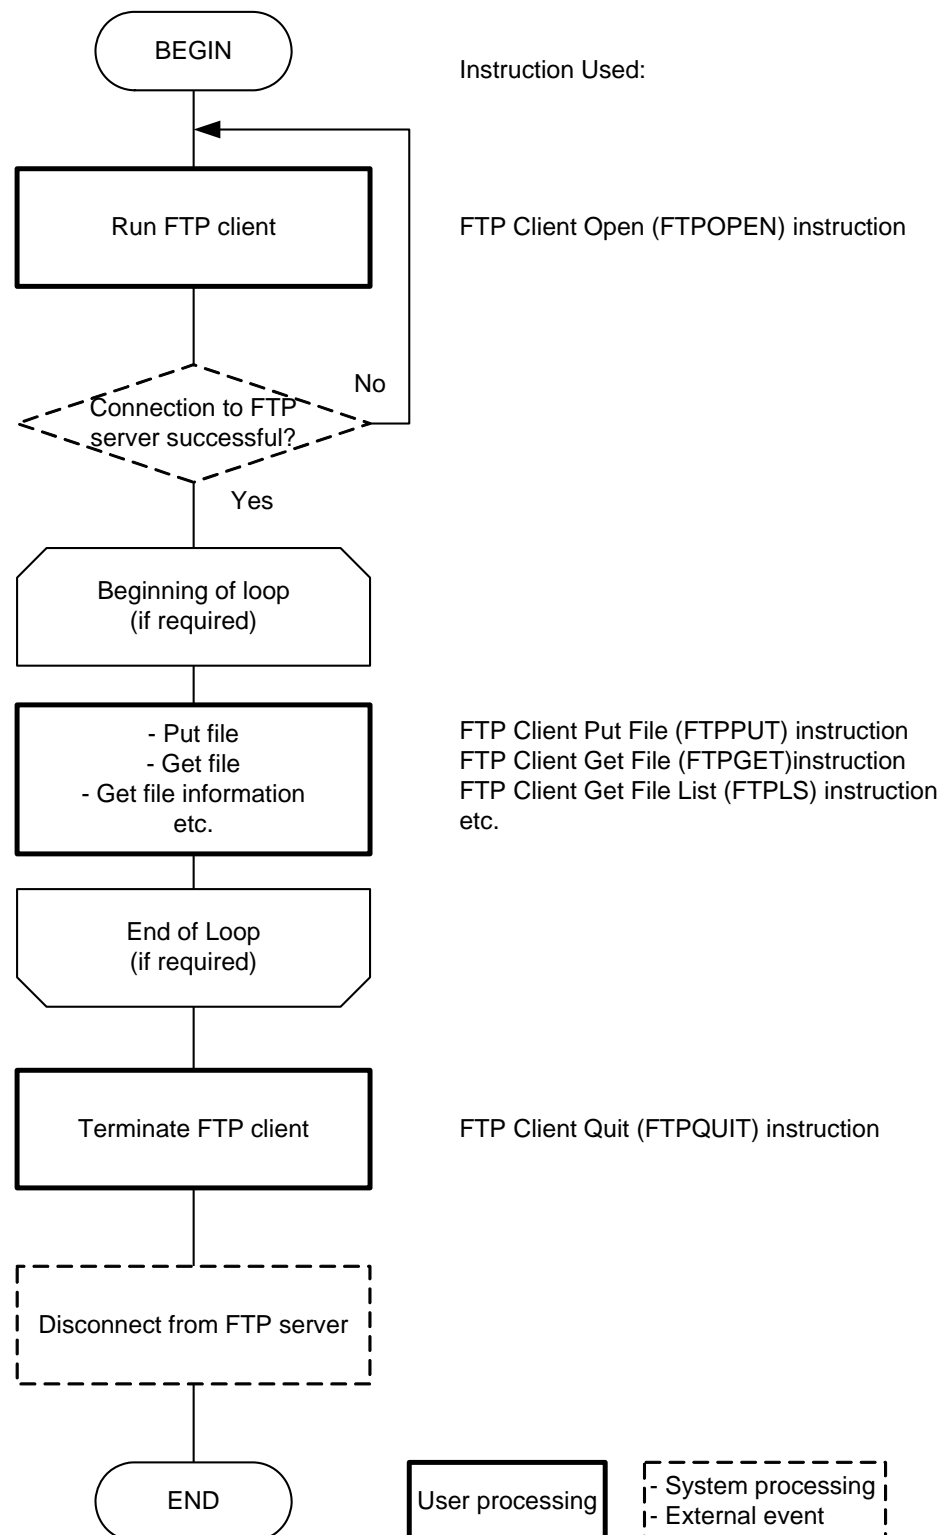 BEGIN
Instruction Used:
Run FTP client
FTP Client Open (FTPOPEN) instruction
No
Connection to FTP
server successful?
Yes
Beginning of loop
(if required)
- Put file
- Get file
- Get file information
etc.
FTP Client Put File (FTPPUT) instruction
FTP Client Get File (FTPGET)instruction
FTP Client Get File List (FTPLS) instruction
etc.
End of Loop
(if required)
Terminate FTP client
FTP Client Quit (FTPQUIT) instruction
Disconnect from FTP server
END
User processing
- System processing
- External event